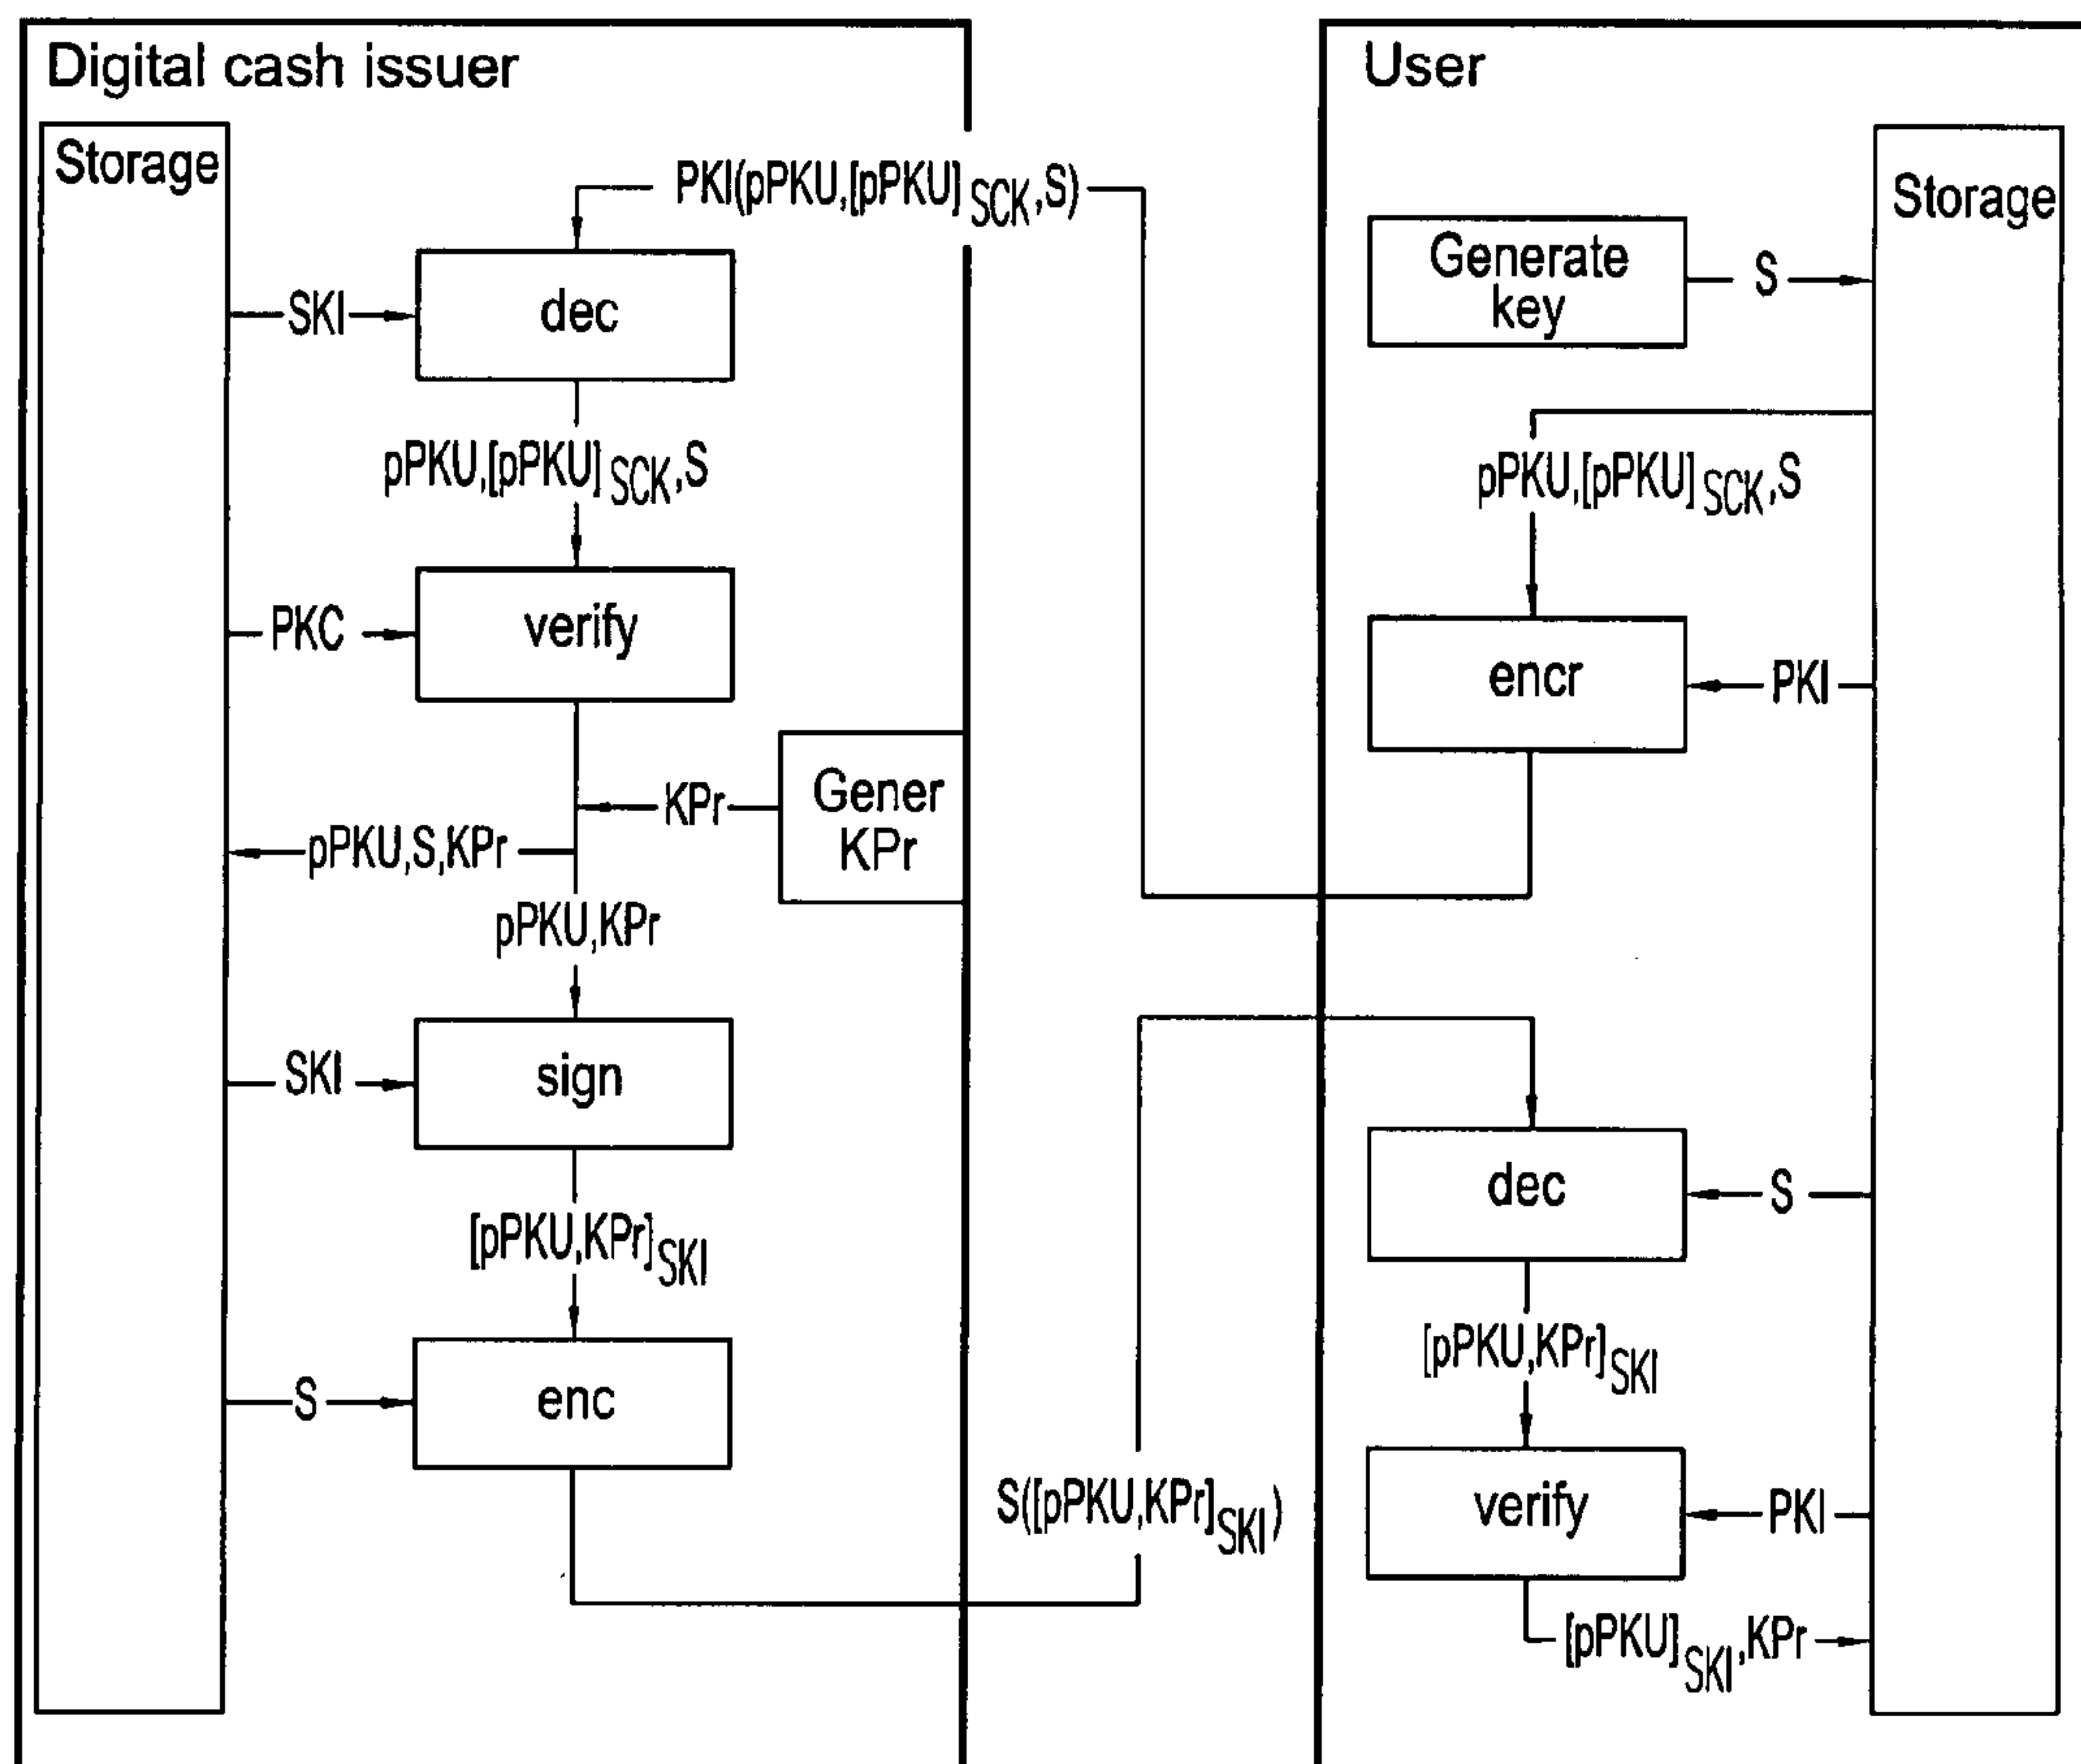 Digital cash issuer
Storage
PKI(pPKU,[pPKU]SCK,S)
SKI
dec
pPKU,[pPKU]SCK,S
PKC
verify
KPr
Gener
KPr
pPKU,S,KPr
pPKU,KPr
SKI
sign
[pPKU,KPr]SKI
S
enc
S([pPKU,KPr]SKI)
User
Storage
Generate
key
S
pPKU,[pPKU]SCK,S
encr
PKI
dec
S
[pPKU,KPr]SKI
verify
PKI
[pPKU]SKI,KPr